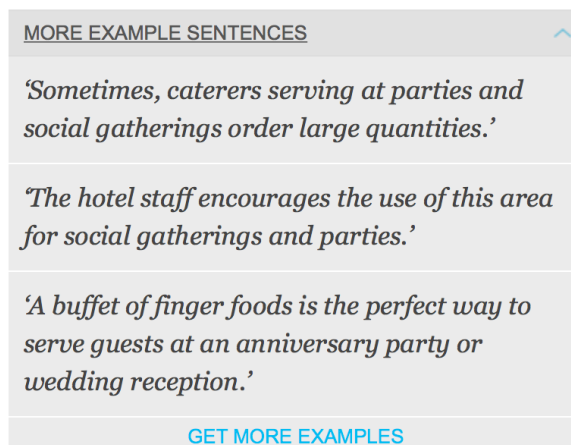 MORE EXAMPLE SENTENCES
‘Sometimes, caterers serving at parties and
social gatherings order large quantities.’
‘The hotel staff encourages the use of this area
for social gatherings and parties.’
‘A buffet of finger foods is the perfect way to
serve guests at an anniversary party or
wedding reception.’
GET MORE EXAMPLES